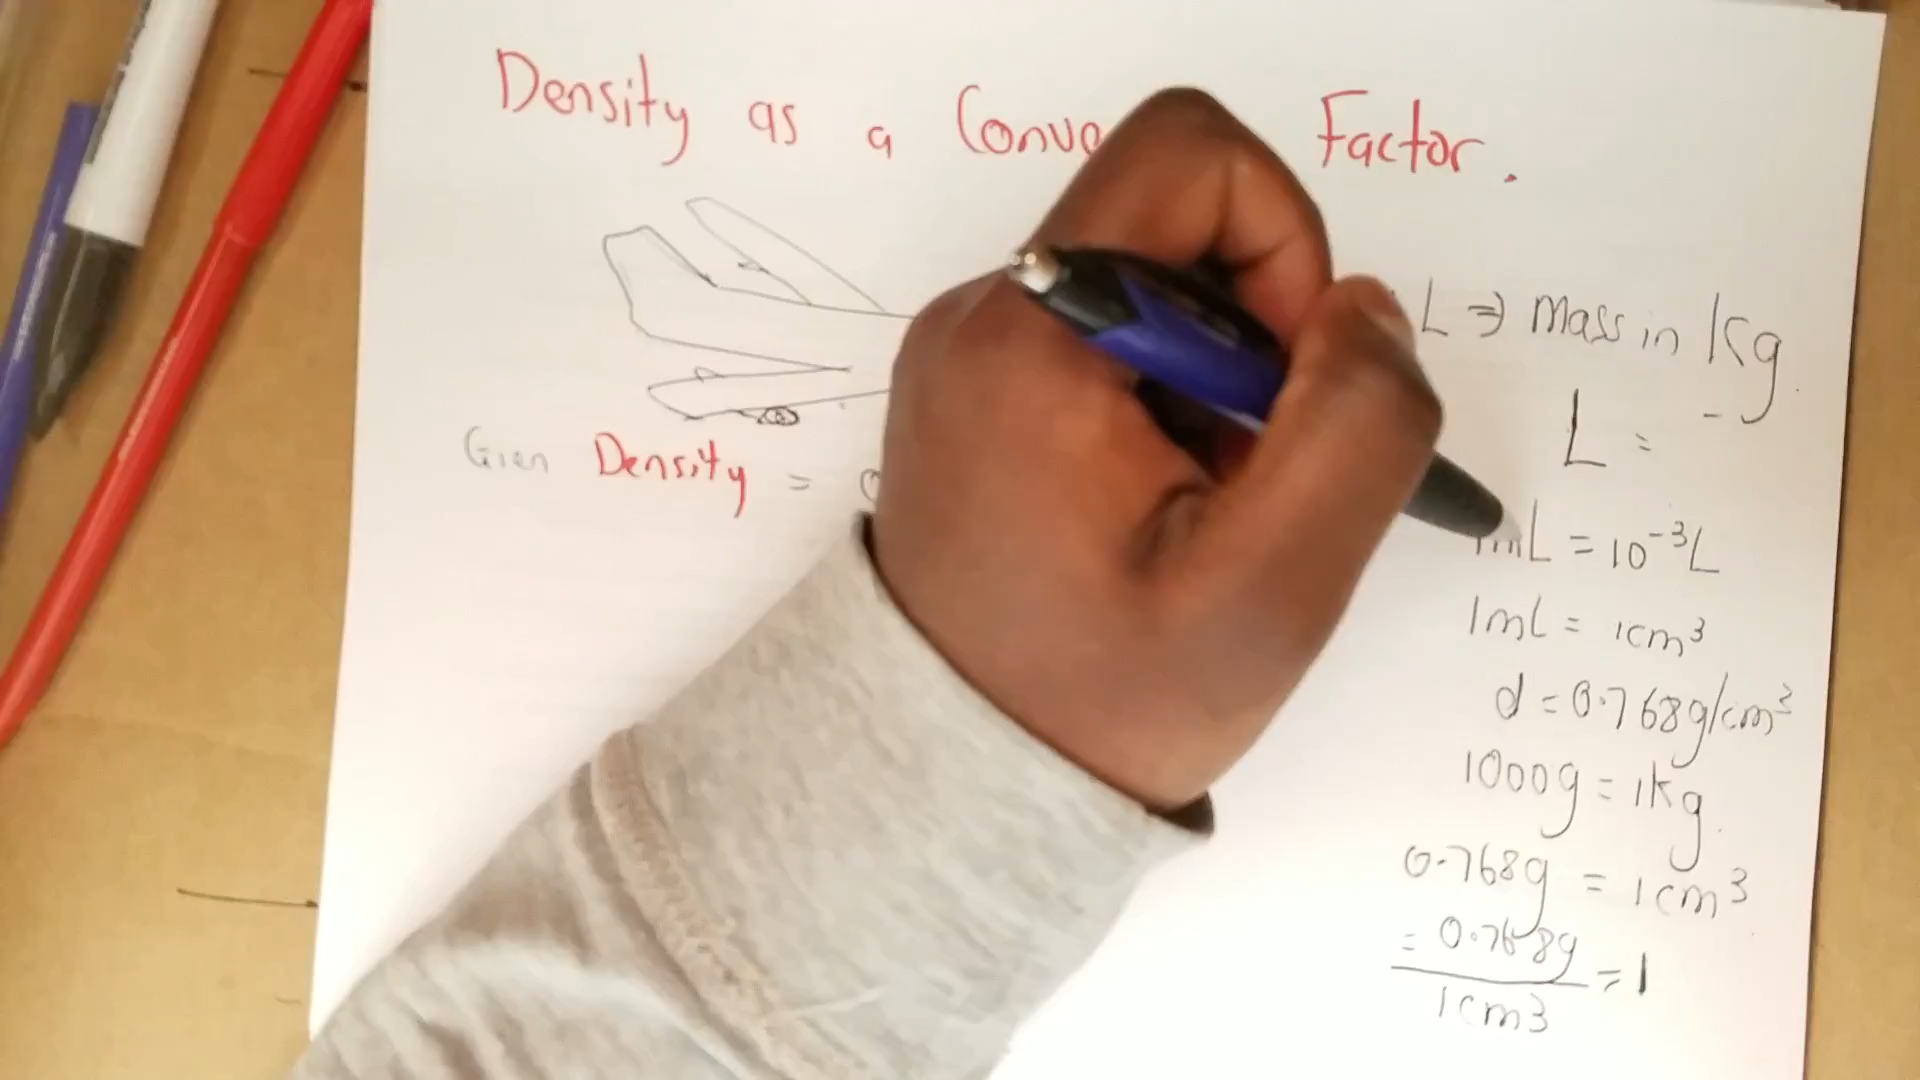 Density as a Conve Factor.
L ⇒ Mass in Kg
L =
Given Density =
1mL = 10⁻³L
1mL = 1cm³
d = 0.768g/cm³
1000g = 1kg
0.768g = 1cm³
= 0.768g / 1cm3 = 1